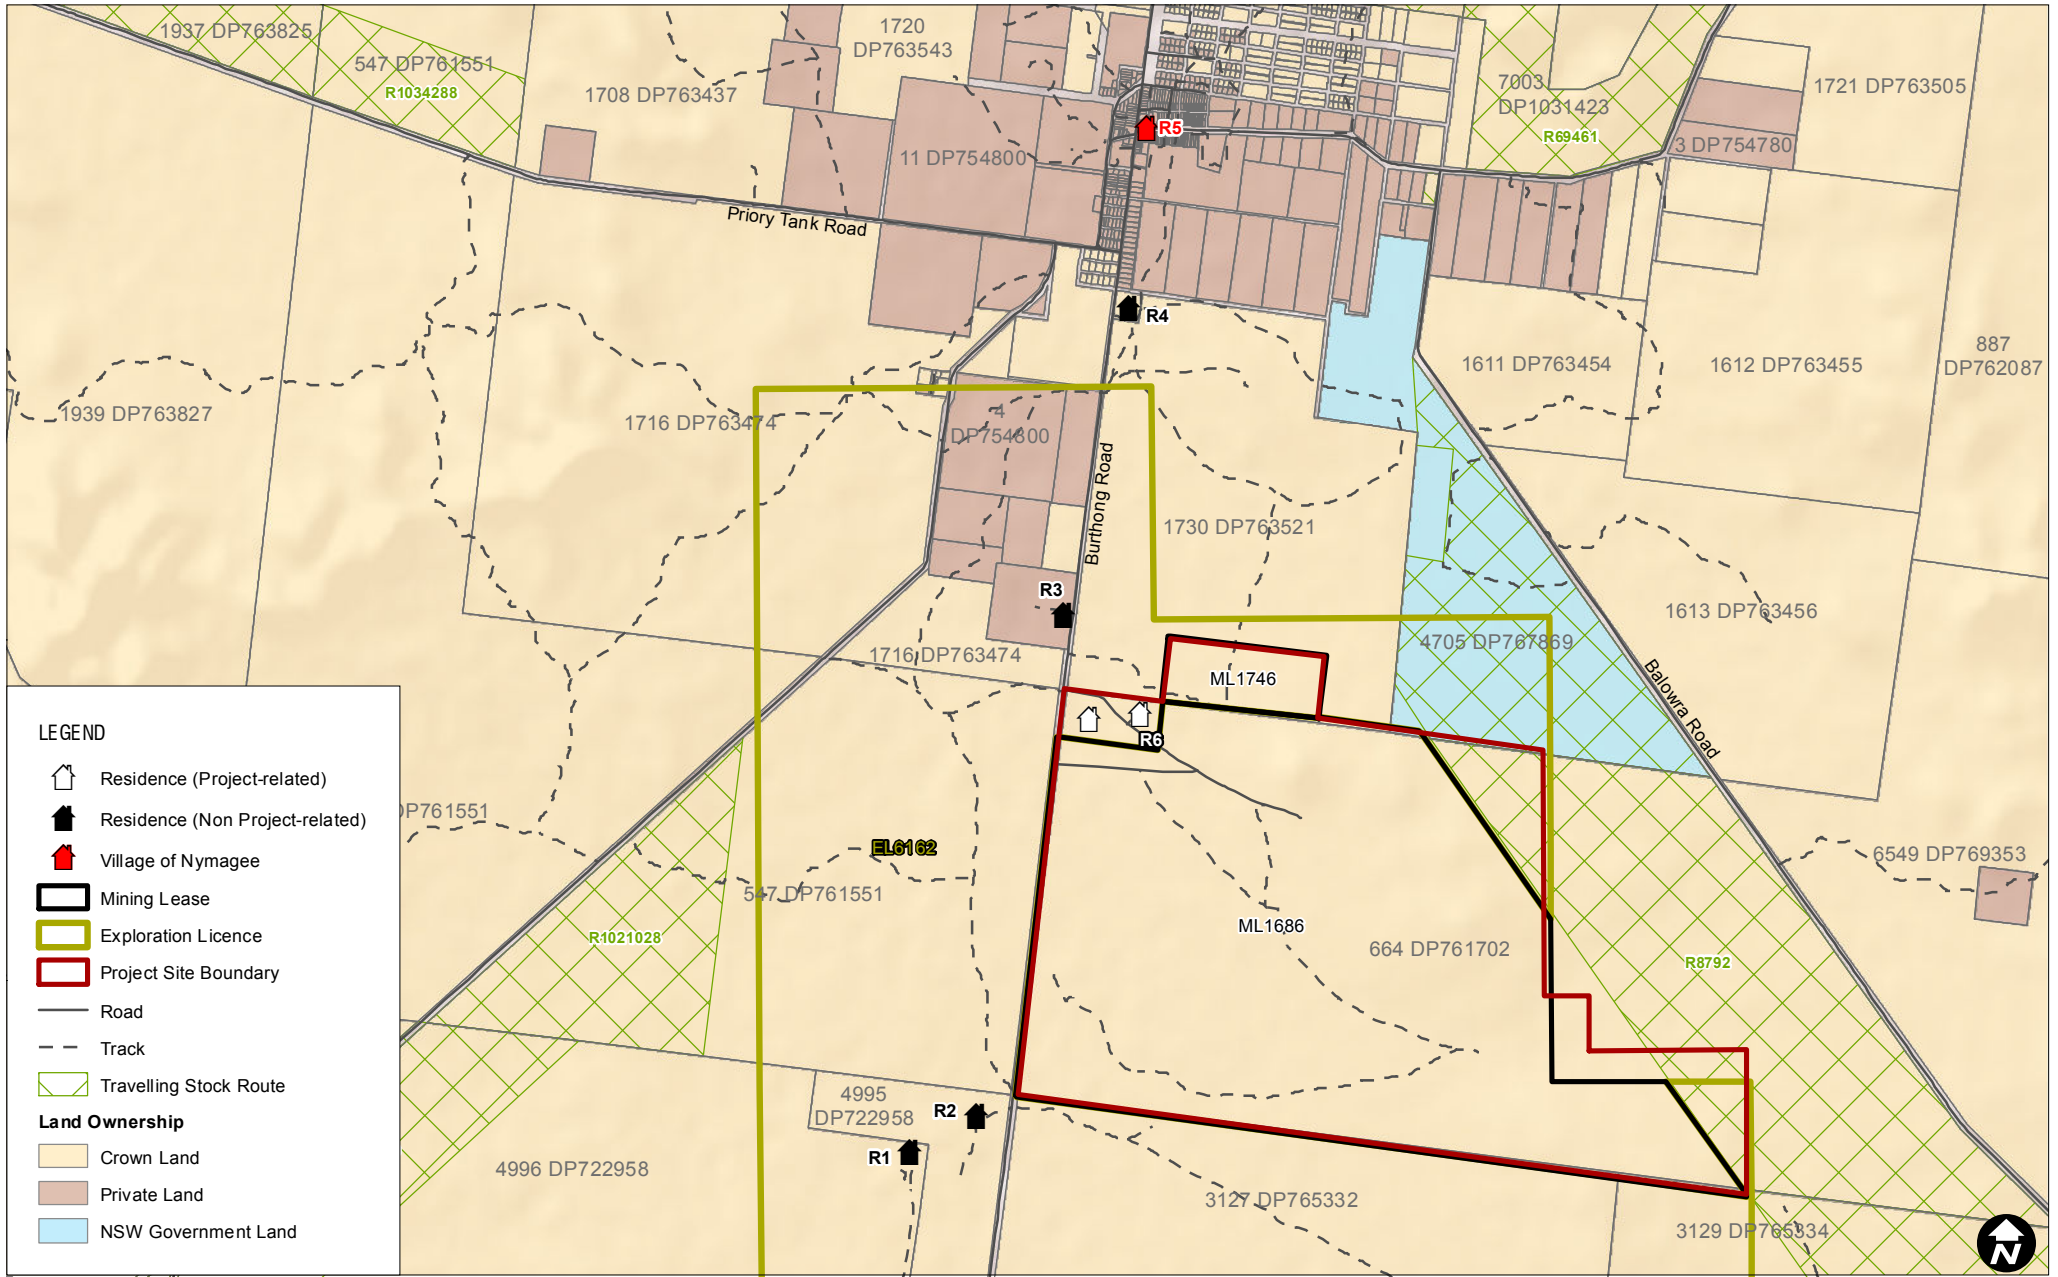 1937 DP763825
547 DP761551
R1034288
1708 DP763437
1720
DP763543
11 DP754800
R5
7003
DP1031423
R69461
1721 DP763505
3 DP754780
Priory Tank Road
R4
1611 DP763454
1612 DP763455
887
DP762087
1939 DP763827
1716 DP763474
4
DP754800
Burthong Road
1730 DP763521
R3
1716 DP763474
1613 DP763456
4705 DP767869
Balowra Road
ML1746
R6
DP761551
EL6162
547 DP761551
R1021028
ML1686
664 DP761702
R8792
6549 DP769353
4995
DP722958
R2
R1
4996 DP722958
3127 DP765332
3129 DP765334
LEGEND
Residence (Project-related)
Residence (Non Project-related)
Village of Nymagee
Mining Lease
Exploration Licence
Project Site Boundary
Road
Track
Travelling Stock Route
Land Ownership
Crown Land
Private Land
NSW Government Land
N